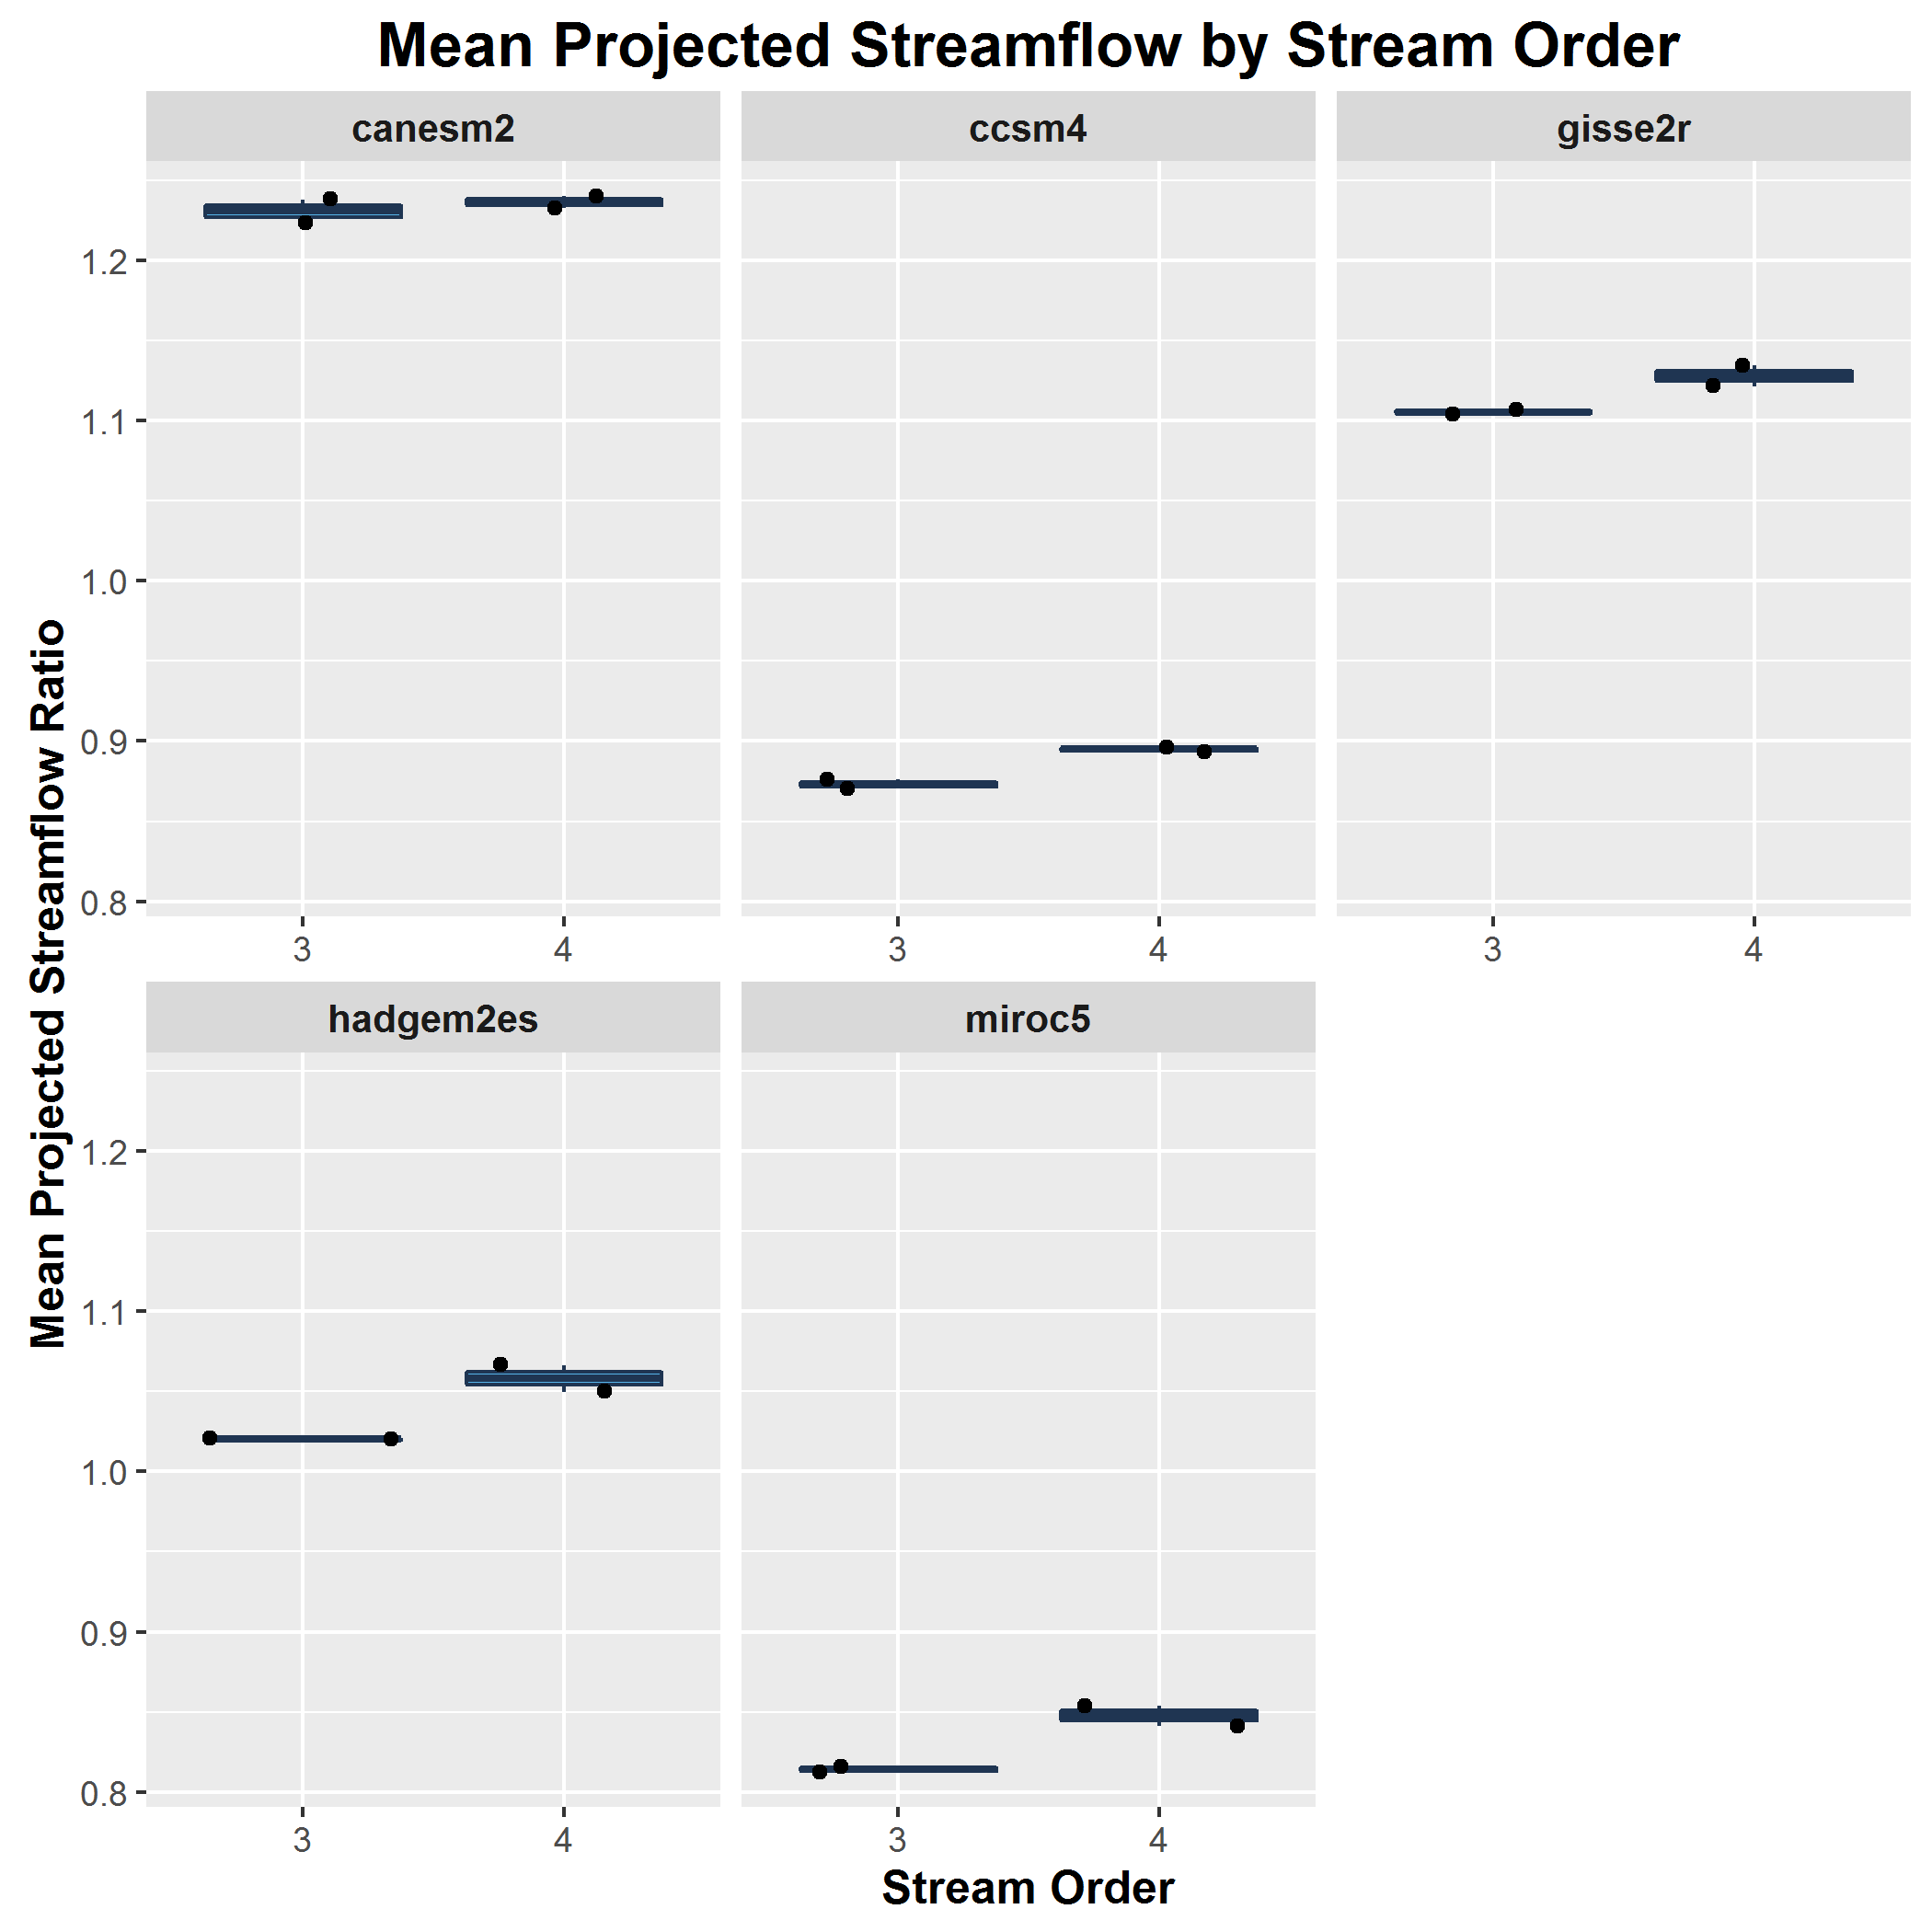 Mean Projected Streamflow by Stream Order
canesm2
ccsm4
gisse2r
1.2
1.1
1.0
0.9
0.8
3
4
3
4
3
4
Mean Projected Streamflow Ratio
hadgem2es
miroc5
1.2
1.1
1.0
0.9
0.8
3
4
3
4
Stream Order